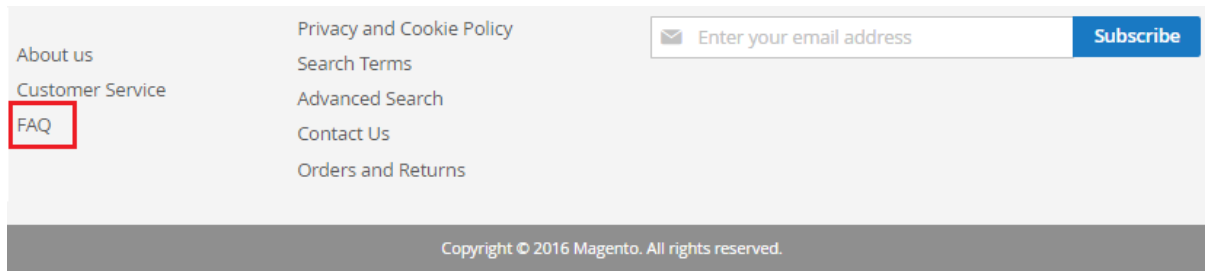 About us
Customer Service
FAQ
Privacy and Cookie Policy
Search Terms
Advanced Search
Contact Us
Orders and Returns
Enter your email address
Subscribe
Copyright © 2016 Magento. All rights reserved.